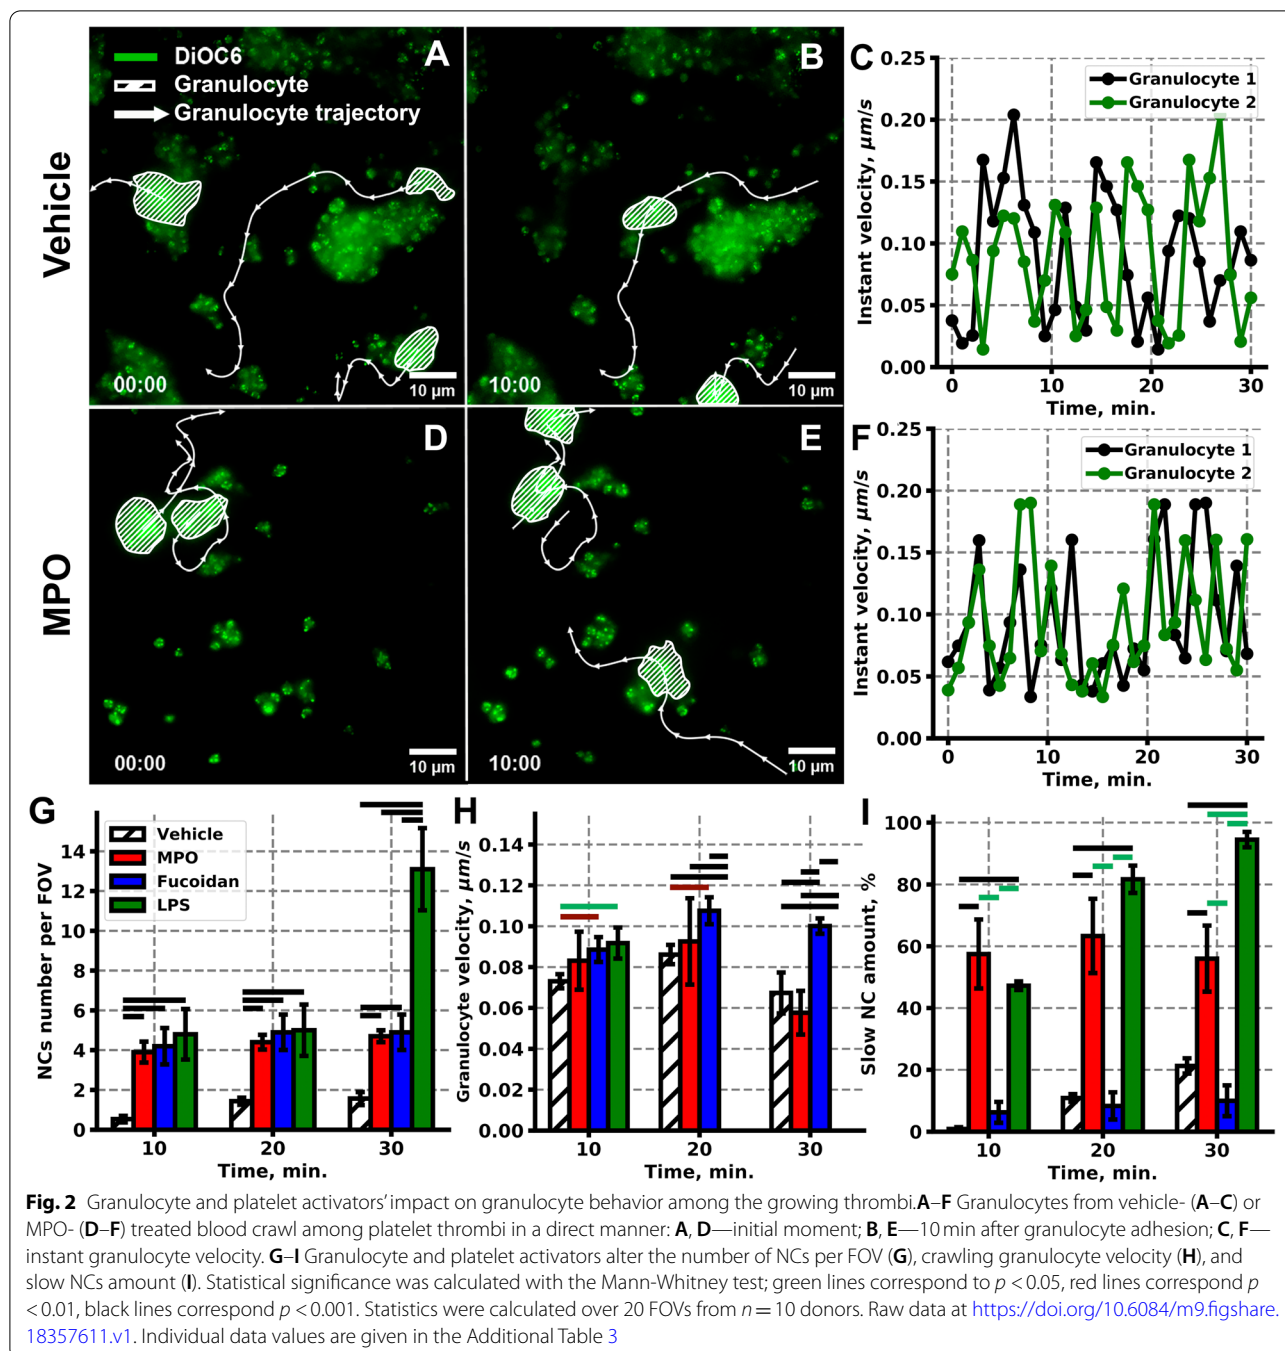 Vehicle
DiOC6
Granulocyte
Granulocyte trajectory
A
00:00
10 µm
B
10:00
10 µm
C
Instant velocity, µm/s
0.25
0.20
0.15
0.10
0.05
0.00
Granulocyte 1
Granulocyte 2
0 10 20 30
Time, min.
MPO
D
00:00
10 µm
E
10:00
10 µm
F
Instant velocity, µm/s
0.25
0.20
0.15
0.10
0.05
0.00
Granulocyte 1
Granulocyte 2
0 10 20 30
Time, min.
G
NCs number per FOV
14
12
10
8
6
4
2
0
Vehicle
MPO
Fucoidan
LPS
10 20 30
Time, min.
H
Granulocyte velocity, µm/s
0.14
0.12
0.10
0.08
0.06
0.04
0.02
0.00
10 20 30
Time, min.
I
Slow NC amount, %
100
80
60
40
20
0
10 20 30
Time, min.
Fig. 2 Granulocyte and platelet activators' impact on granulocyte behavior among the growing thrombi.A–F Granulocytes from vehicle- (A–C) or
MPO- (D–F) treated blood crawl among platelet thrombi in a direct manner: A, D—initial moment; B, E—10 min after granulocyte adhesion; C, F—
instant granulocyte velocity. G–I Granulocyte and platelet activators alter the number of NCs per FOV (G), crawling granulocyte velocity (H), and
slow NCs amount (I). Statistical significance was calculated with the Mann-Whitney test; green lines correspond to p < 0.05, red lines correspond p
< 0.01, black lines correspond p < 0.001. Statistics were calculated over 20 FOVs from n = 10 donors. Raw data at https://doi.org/10.6084/m9.figshare.
18357611.v1. Individual data values are given in the Additional Table 3